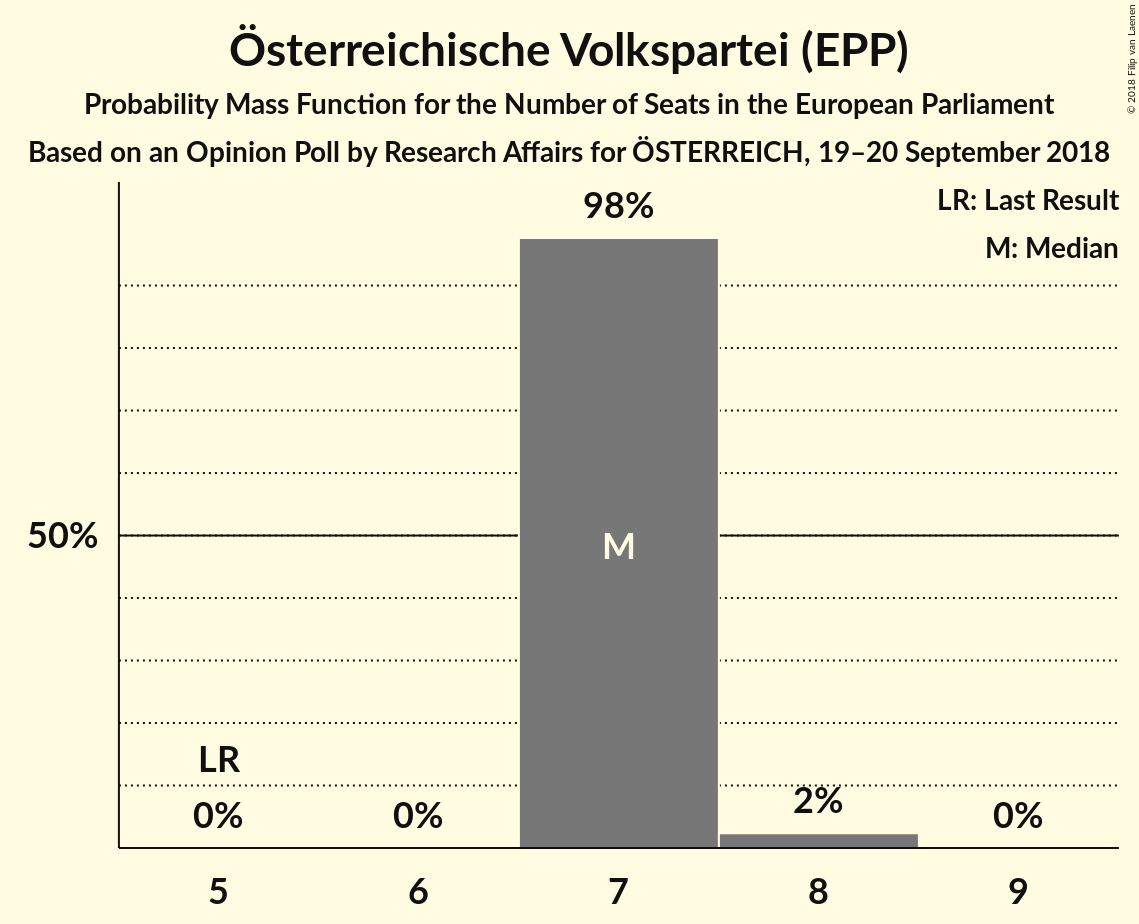 Österreichische Volkspartei (EPP)
Probability Mass Function for the Number of Seats in the European Parliament
Based on an Opinion Poll by Research Affairs for ÖSTERREICH, 19–20 September 2018
© 2018 Filip van Laenen
LR: Last Result
M: Median
98%
50%
M
LR
0%
0%
2%
0%
5
6
7
8
9